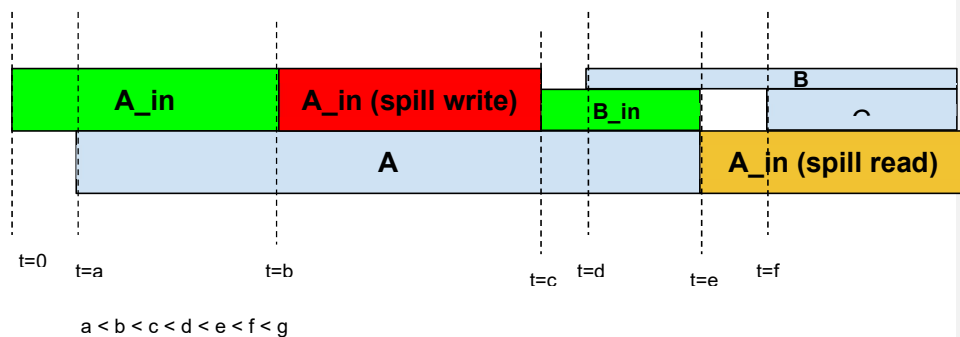 B
A_in
A_in (spill write)
B_in
A
A_in (spill read)
t=0
t=a
t=b
t=c
t=d
t=e
t=f
a < b < c < d < e < f < g